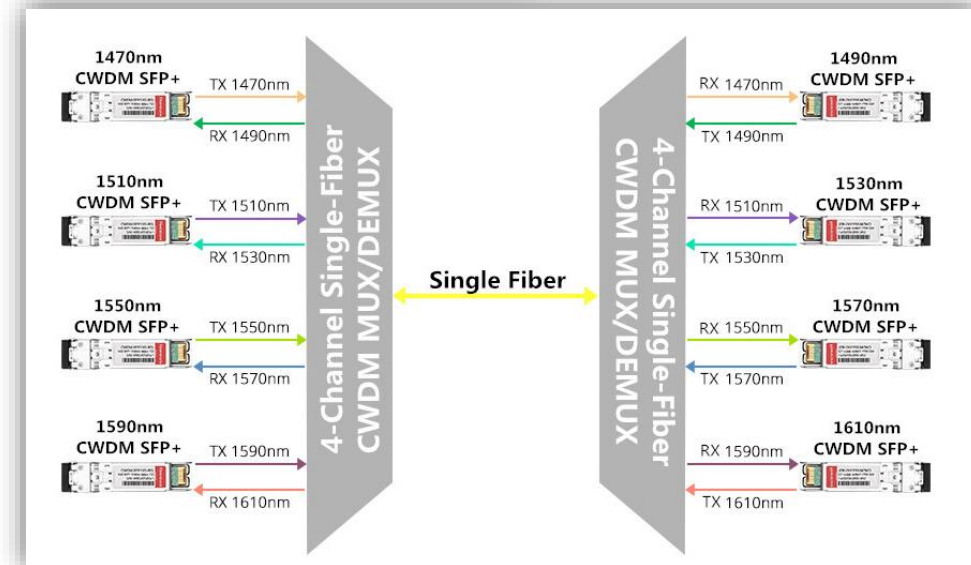 1470nm
CWDM SFP+
TX 1470nm
RX 1490nm
1510nm
CWDM SFP+
TX 1510nm
RX 1530nm
1550nm
CWDM SFP+
TX 1550nm
RX 1570nm
1590nm
CWDM SFP+
TX 1590nm
RX 1610nm
4-Channel Single-Fiber
CWDM MUX/DEMUX
Single Fiber
4-Channel Single-Fiber
CWDM MUX/DEMUX
RX 1470nm
TX 1490nm
1490nm
CWDM SFP+
RX 1510nm
TX 1530nm
1530nm
CWDM SFP+
RX 1550nm
TX 1570nm
1570nm
CWDM SFP+
RX 1590nm
TX 1610nm
1610nm
CWDM SFP+